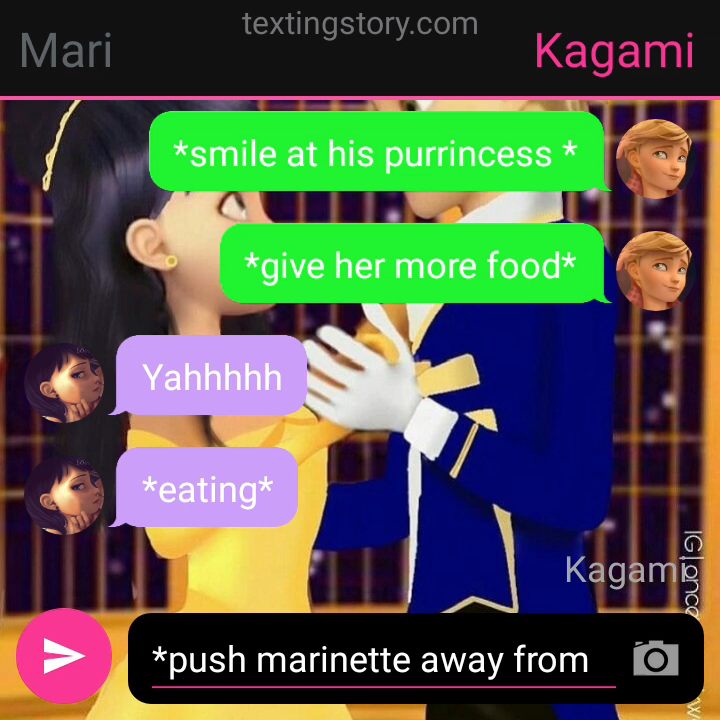 textingstory.com
Mari
Kagami
*smile at his purrincess *
*give her more food*
Yahhhhh
*eating*
Kagami
*push marinette away from